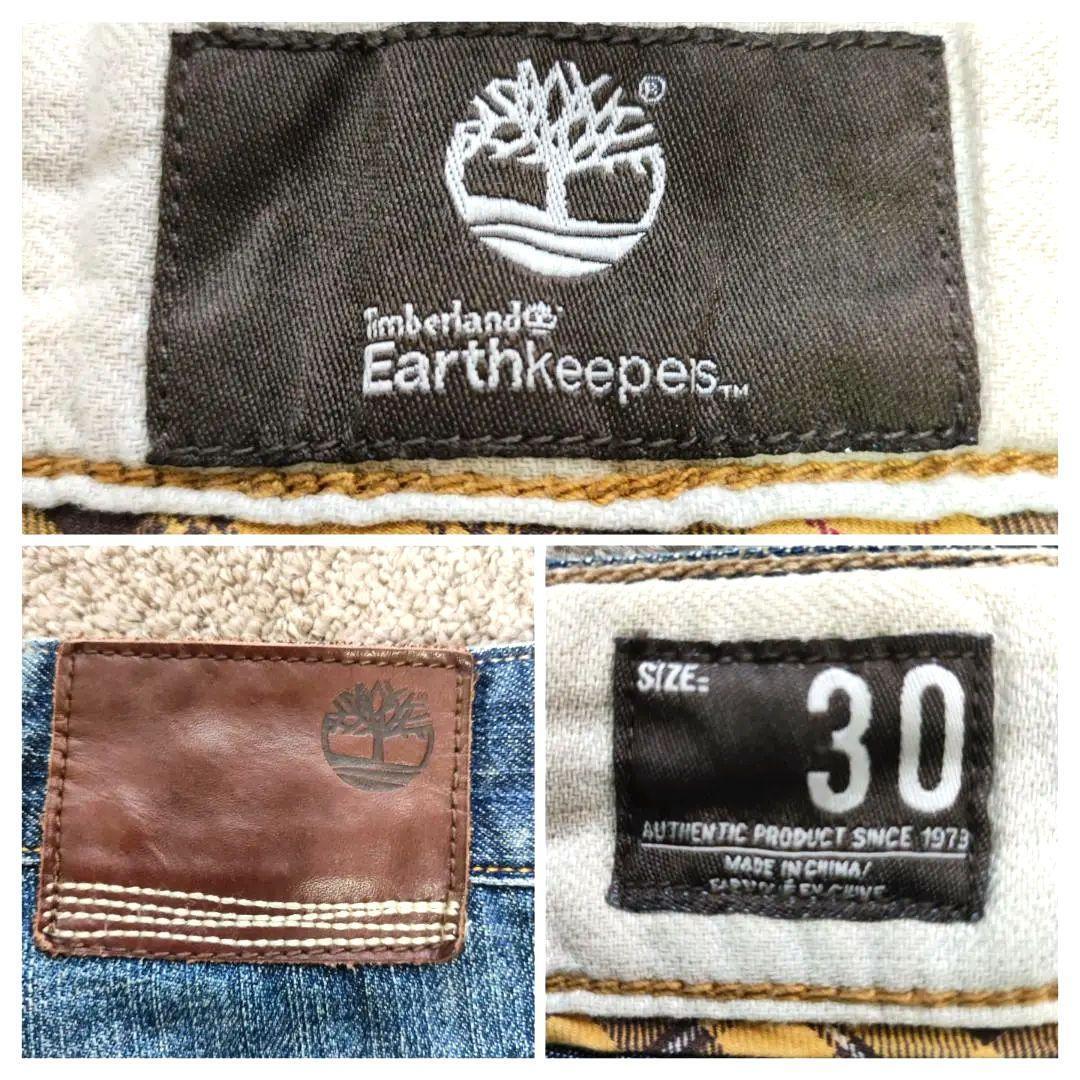 ®
Timberland
Earthkeepers™
SIZE:
30
AUTHENTIC PRODUCT SINCE 1973
MADE IN CHINA/